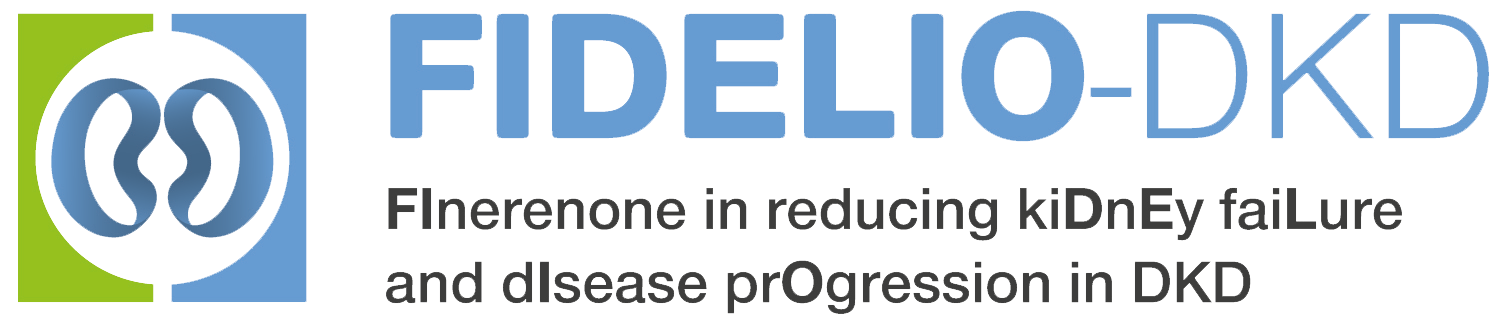 FIDELIO-DKD
FInerenone in reducing kiDnEy faiLure
and dIsease prOgression in DKD